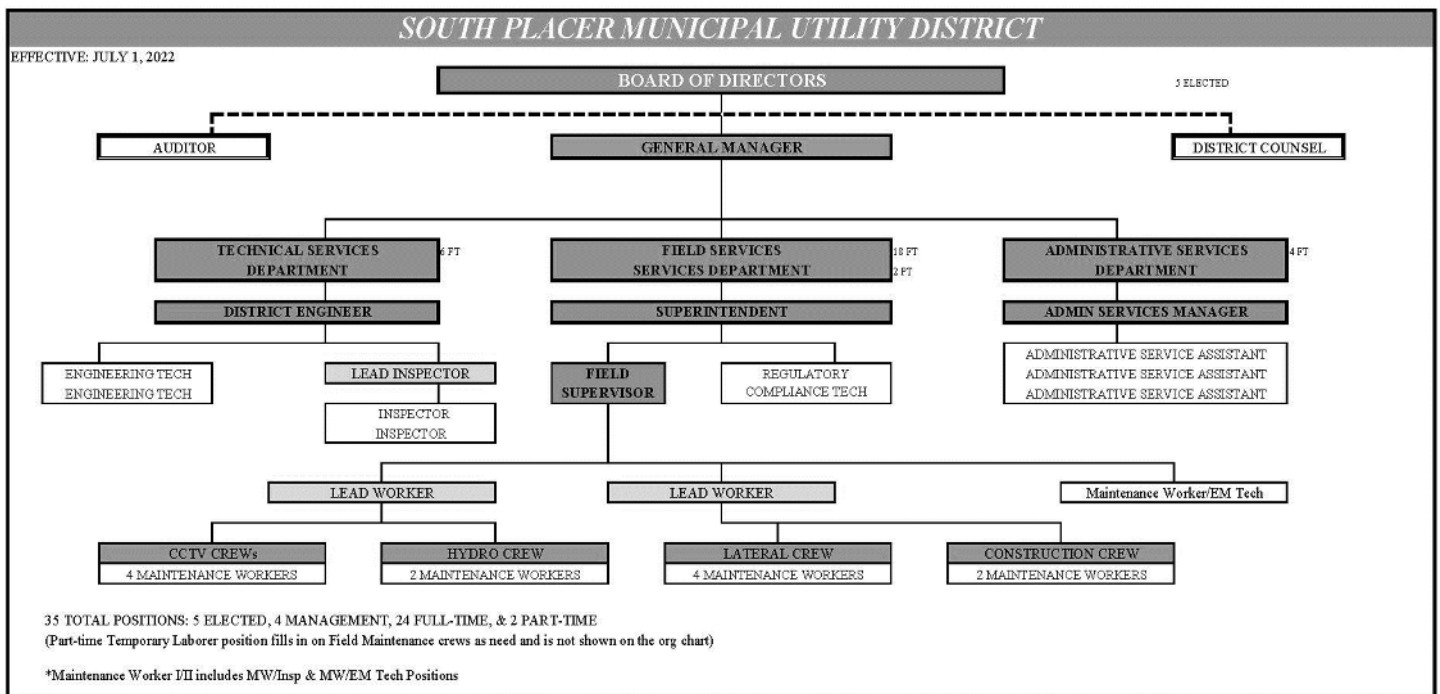 SOUTH PLACER MUNICIPAL UTILITY DISTRICT
EFFECTIVE: JULY 1, 2022
BOARD OF DIRECTORS
5 ELECTED
AUDITOR
GENERAL MANAGER
DISTRICT COUNSEL
TECHNICAL SERVICES
DEPARTMENT
6 FT
FIELD SERVICES
SERVICES DEPARTMENT
18 FT
2 FT
ADMINISTRATIVE SERVICES
DEPARTMENT
4 FT
DISTRICT ENGINEER
SUPERINTENDENT
ADMIN SERVICES MANAGER
ENGINEERING TECH
ENGINEERING TECH
LEAD INSPECTOR
INSPECTOR
INSPECTOR
FIELD
SUPERVISOR
REGULATORY
COMPLIANCE TECH
ADMINISTRATIVE SERVICE ASSISTANT
ADMINISTRATIVE SERVICE ASSISTANT
ADMINISTRATIVE SERVICE ASSISTANT
LEAD WORKER
LEAD WORKER
Maintenance Worker/EM Tech
CCTV CREWs
4 MAINTENANCE WORKERS
HYDRO CREW
2 MAINTENANCE WORKERS
LATERAL CREW
4 MAINTENANCE WORKERS
CONSTRUCTION CREW
2 MAINTENANCE WORKERS
35 TOTAL POSITIONS: 5 ELECTED, 4 MANAGEMENT, 24 FULL-TIME, & 2 PART-TIME
(Part-time Temporary Laborer position fills in on Field Maintenance crews as need and is not shown on the org chart)
*Maintenance Worker I/II includes MW/Insp & MW/EM Tech Positions